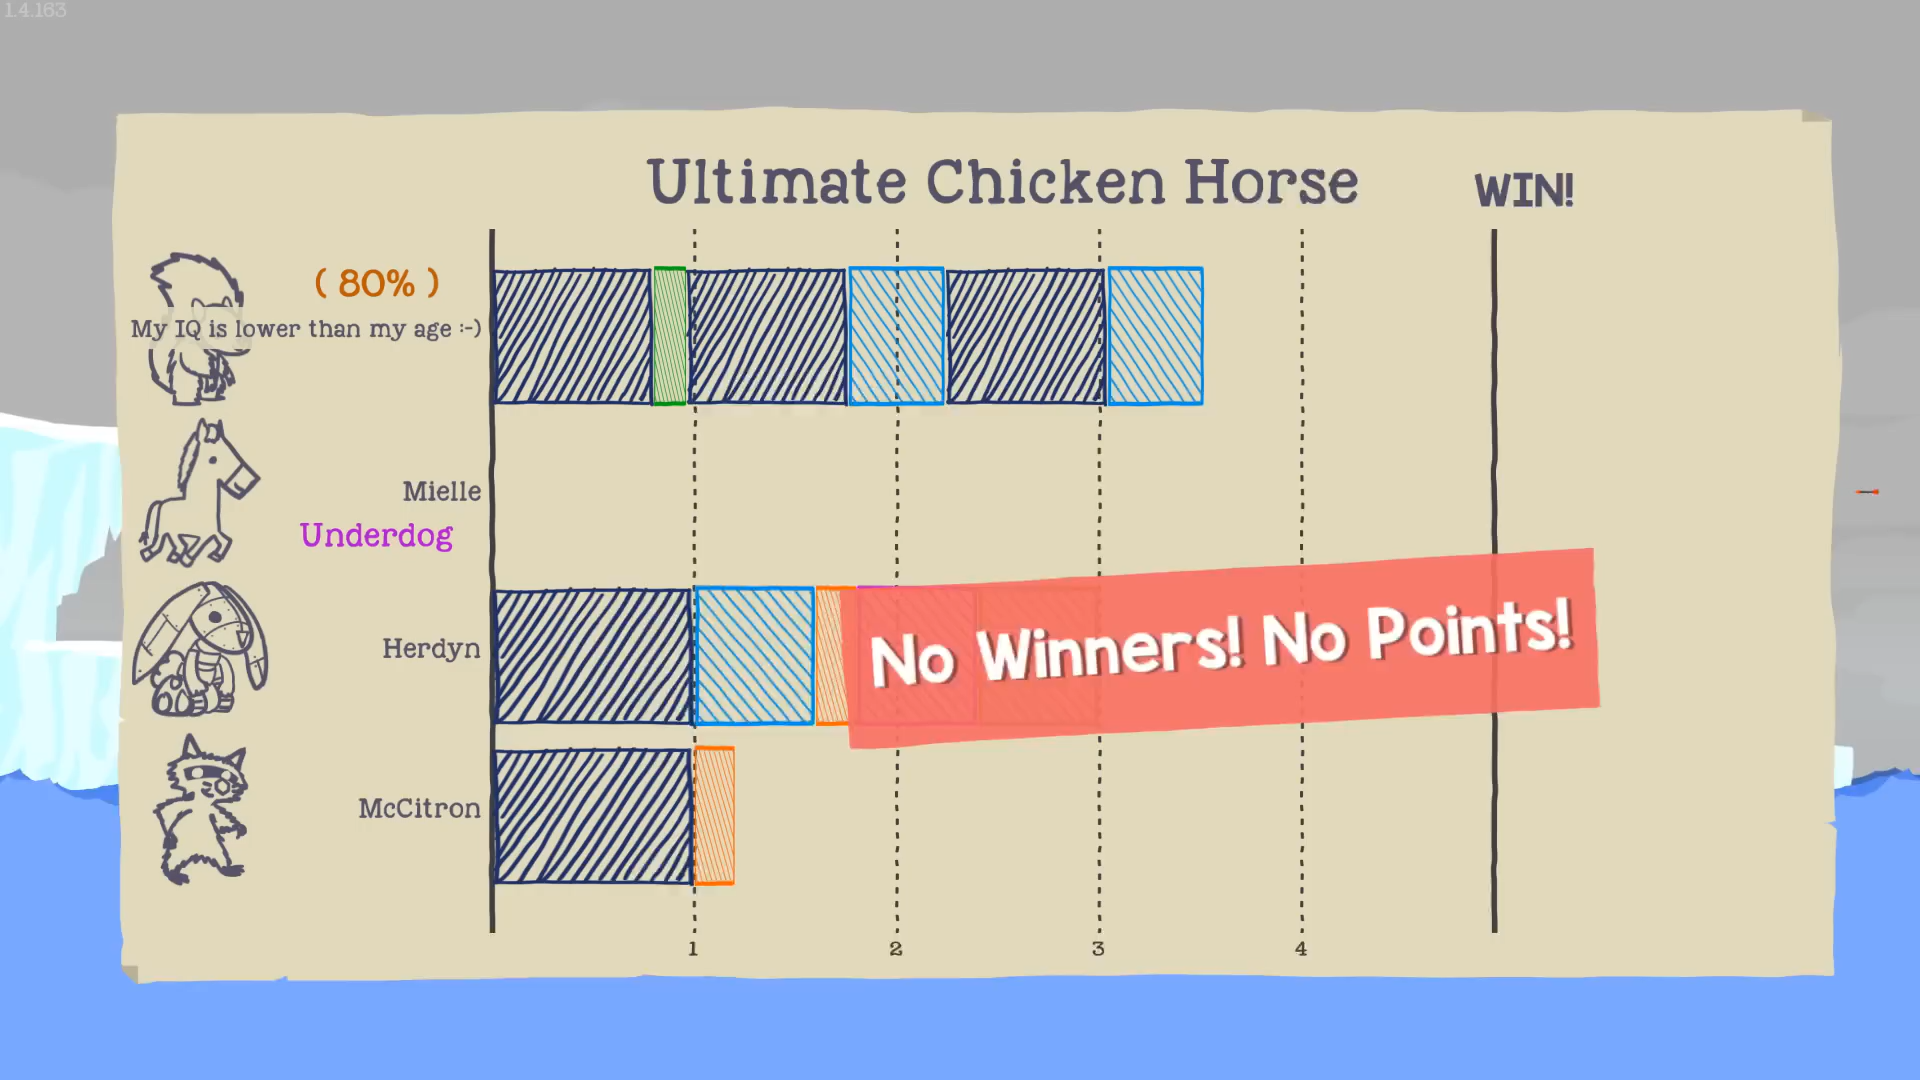 1.4.163
Ultimate Chicken Horse
WIN!
( 80% )
My IQ is lower than my age :-)
Mielle
Underdog
Herdyn
No Winners! No Points!
McCitron
1 2 3 4